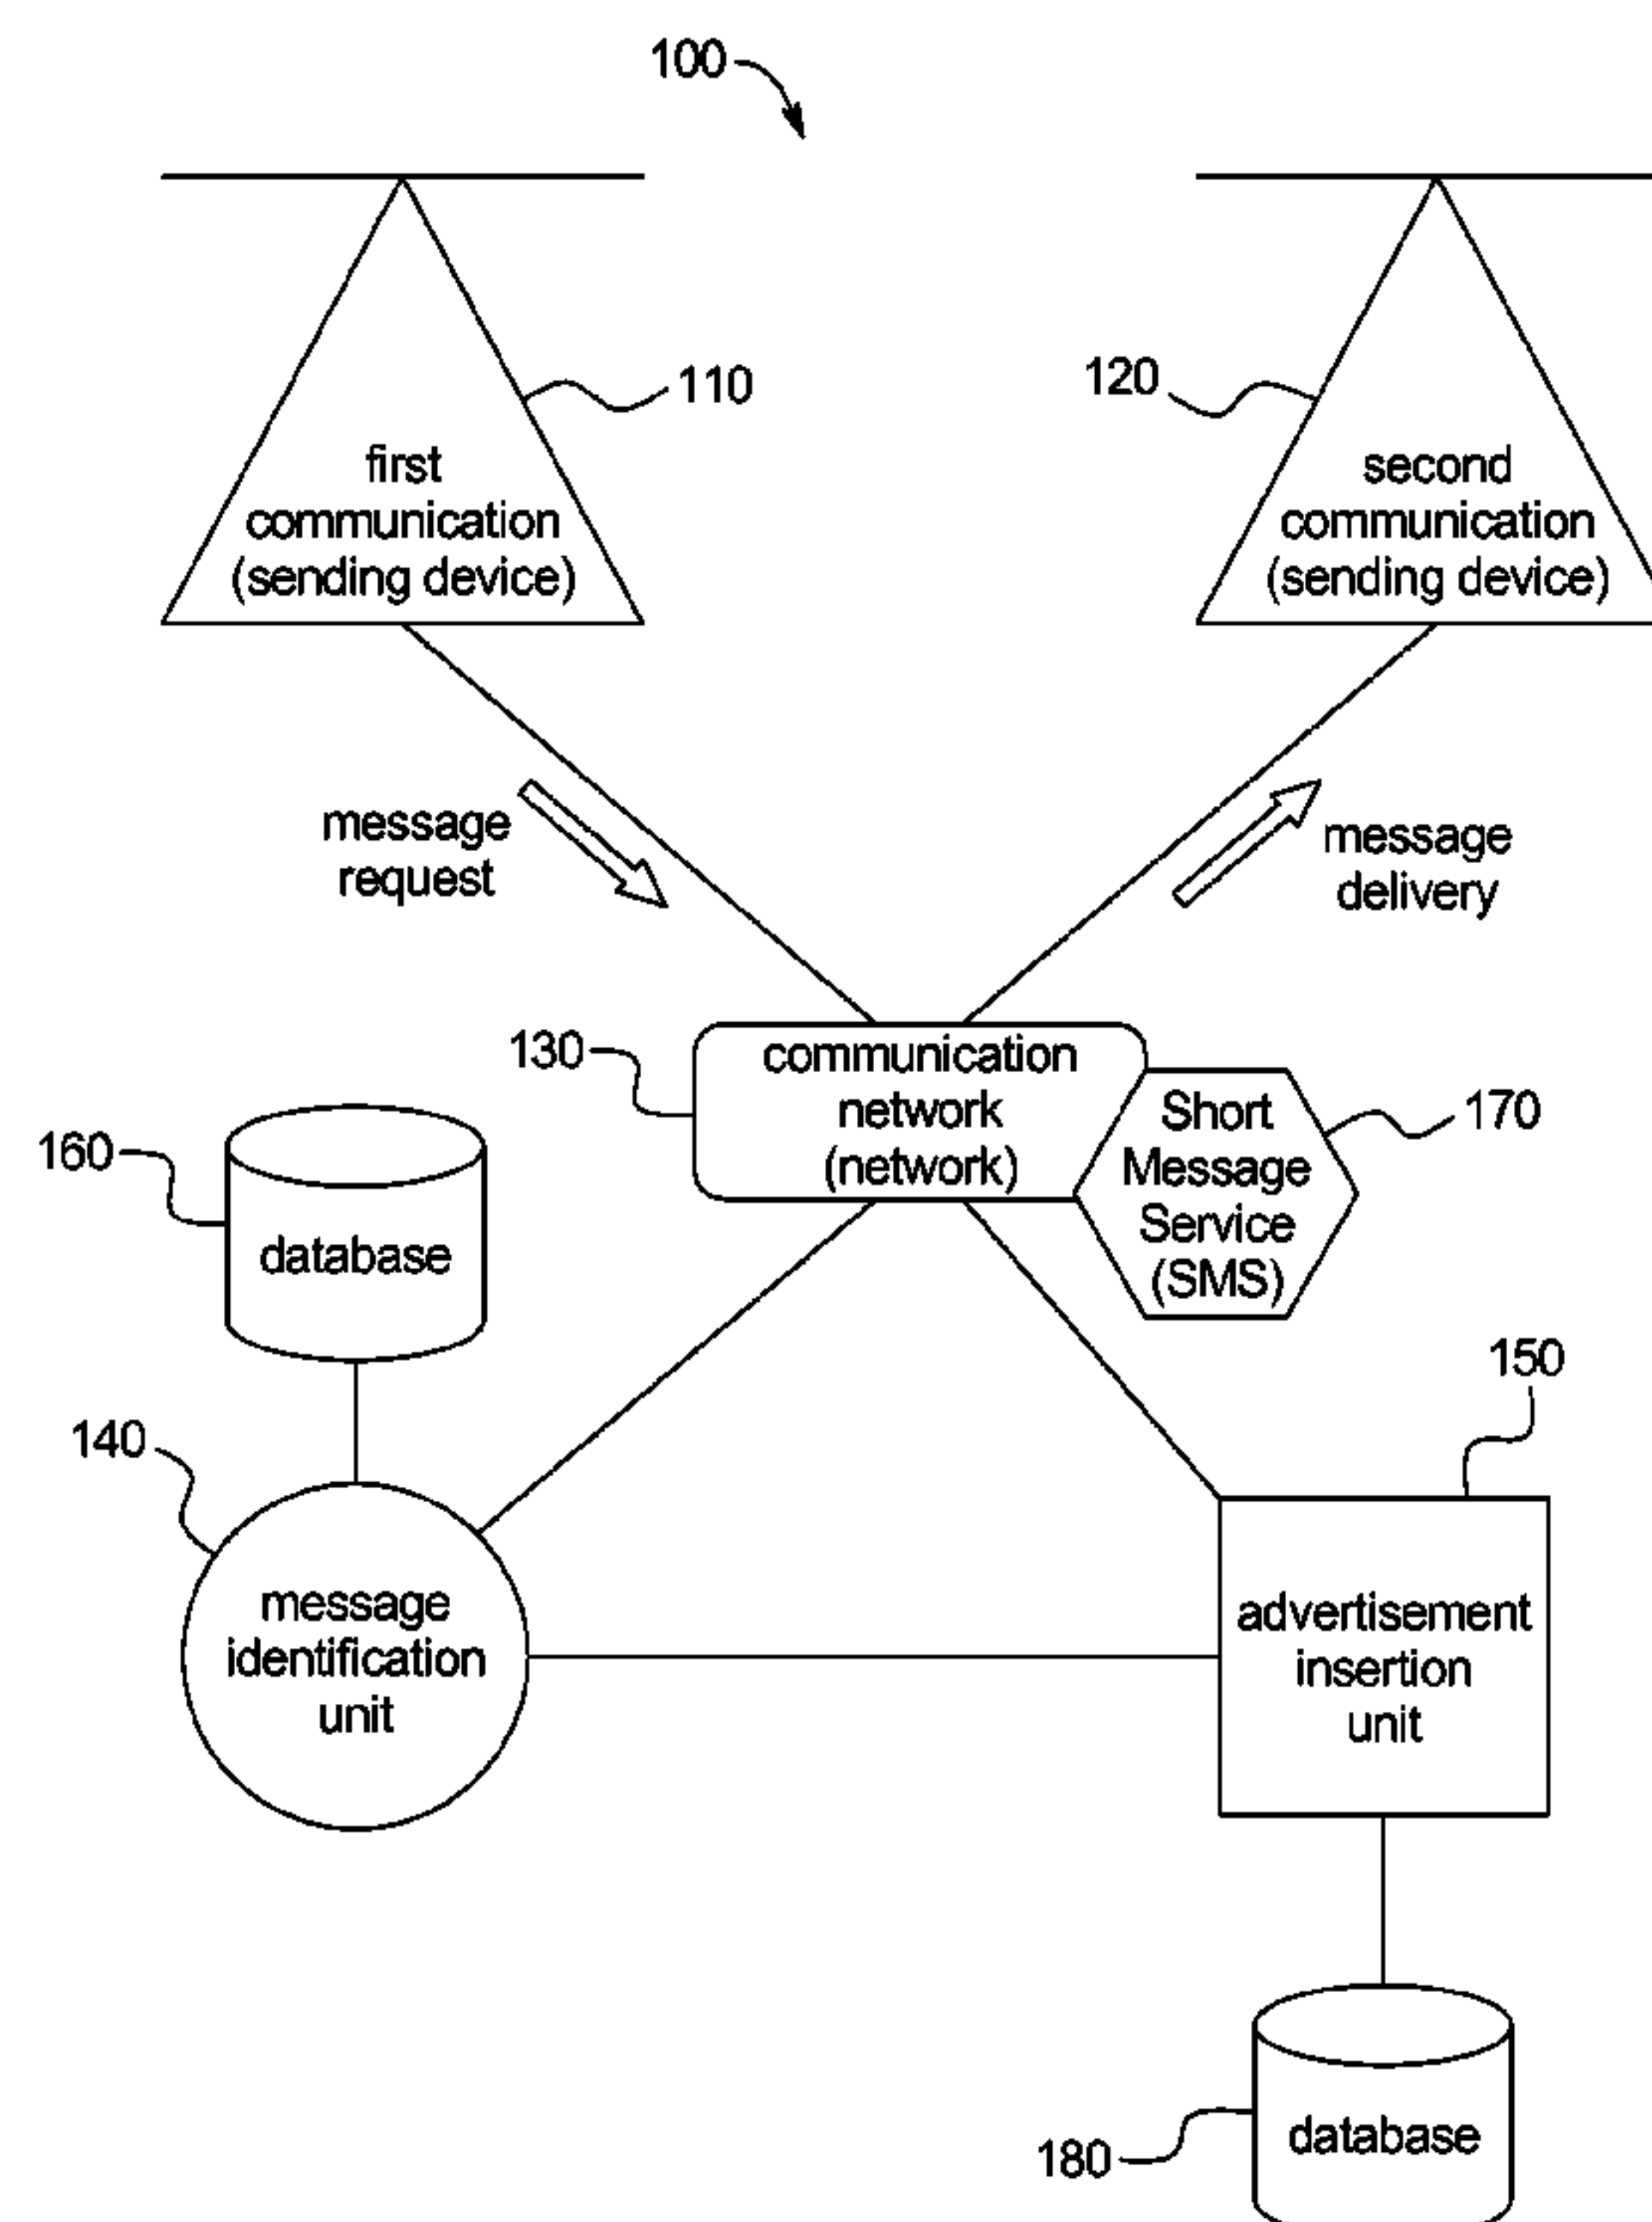 100
110
first
communication
(sending device)
120
second
communication
(sending device)
message
request
message
delivery
130
communication
network
(network)
Short
Message
Service
(SMS)
170
160
database
150
140
message
identification
unit
advertisement
insertion
unit
180
database